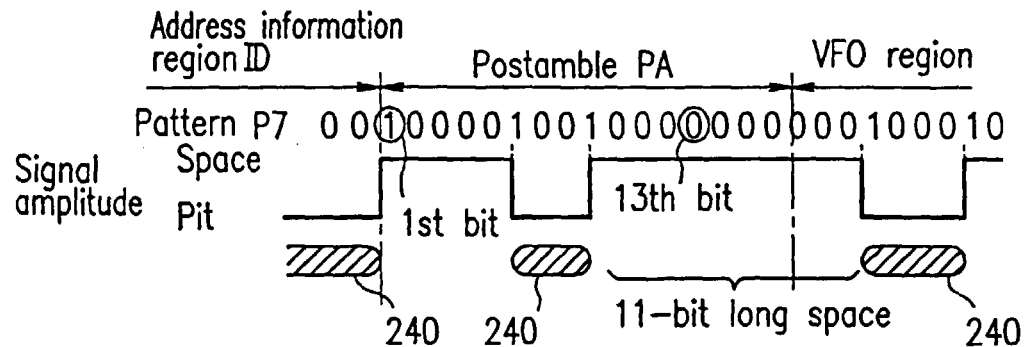 Address information
region ID
Postamble PA
VFO region
Pattern P7 0 0 1 0 0 0 0 1 0 0 1 0 0 0 0 0 0 0 0 0 0 1 0 0 0 1 0
Space
Signal
amplitude
Pit
1st bit
13th bit
11-bit long space
240 240 240